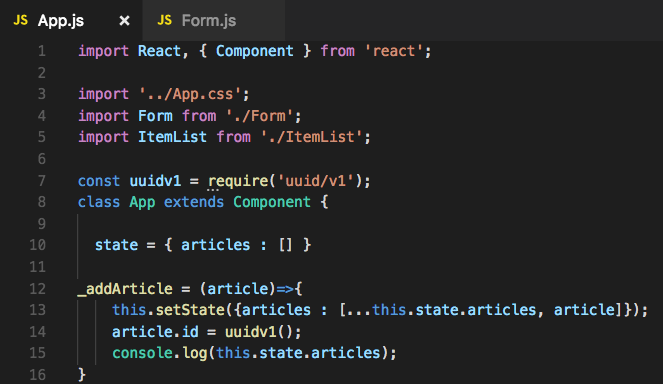 JS App.js × JS Form.js
1 import React, { Component } from 'react';
2
3 import '../App.css';
4 import Form from './Form';
5 import ItemList from './ItemList';
6
7 const uuidv1 = require('uuid/v1');
8 class App extends Component {
9
10 state = { articles : [] }
11
12 _addArticle = (article)=>{
13 this.setState({articles : [...this.state.articles, article]});
14 article.id = uuidv1();
15 console.log(this.state.articles);
16 }